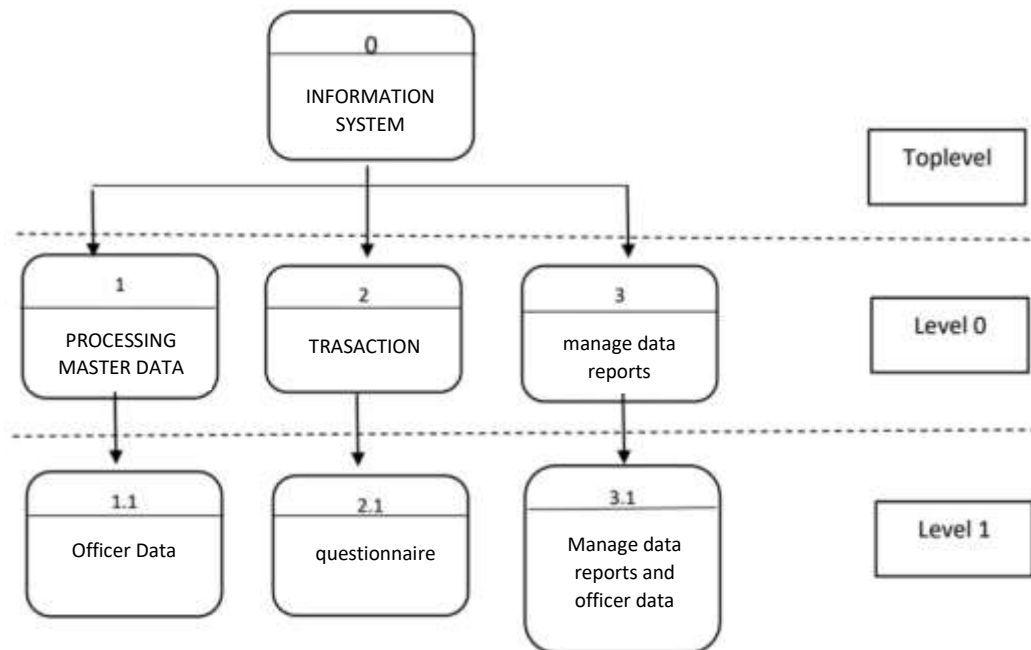 0
INFORMATION
SYSTEM
Toplevel
1
PROCESSING
MASTER DATA
2
TRASACTION
3
manage data
reports
Level 0
1.1
Officer Data
2.1
questionnaire
3.1
Manage data
reports and
officer data
Level 1